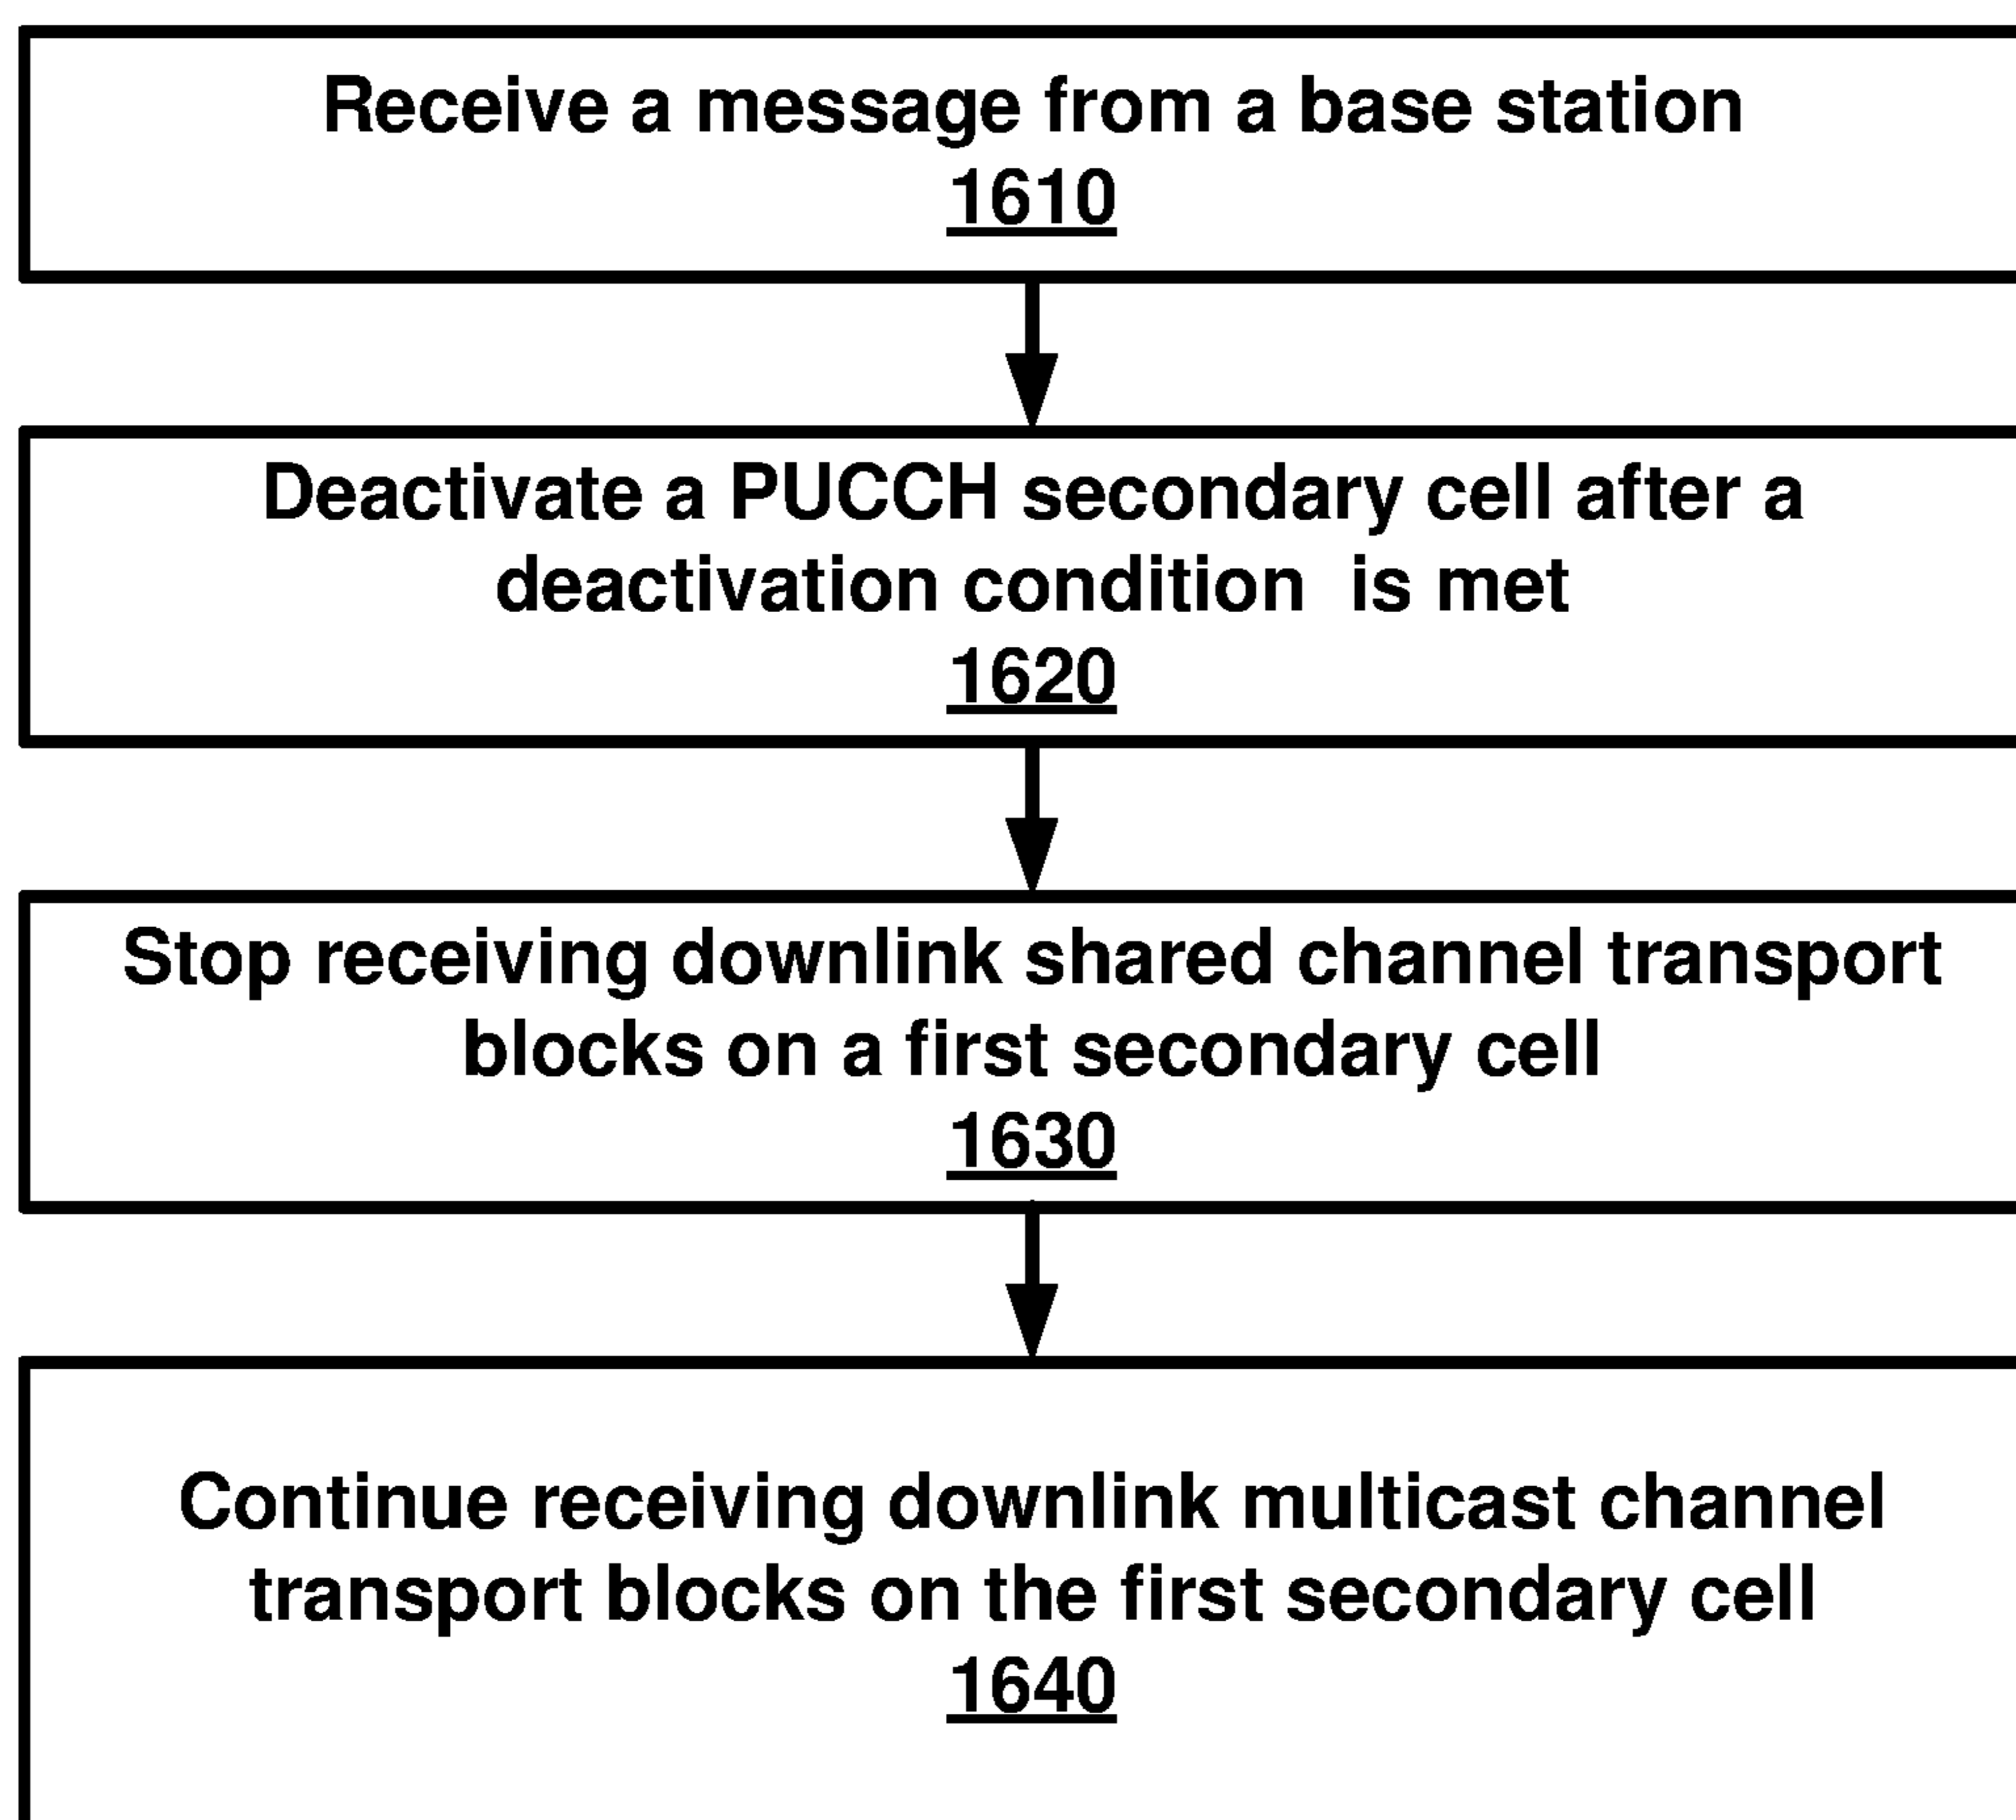 Receive a message from a base station
1610
Deactivate a PUCCH secondary cell after a
deactivation condition  is met
1620
Stop receiving downlink shared channel transport
blocks on a first secondary cell
1630
Continue receiving downlink multicast channel
transport blocks on the first secondary cell
1640